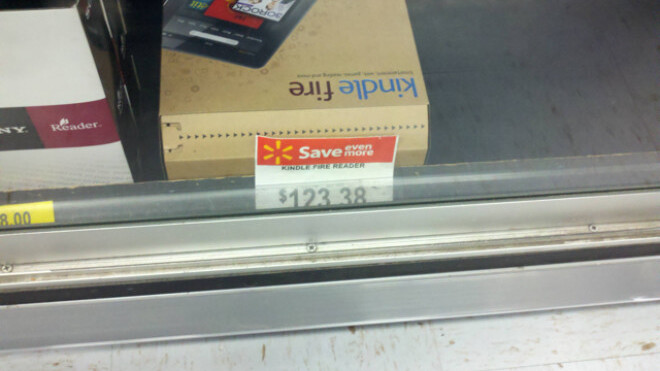 kindle fire
NY
Reader
Save even more
KINDLE FIRE READER
$123.38
8.00